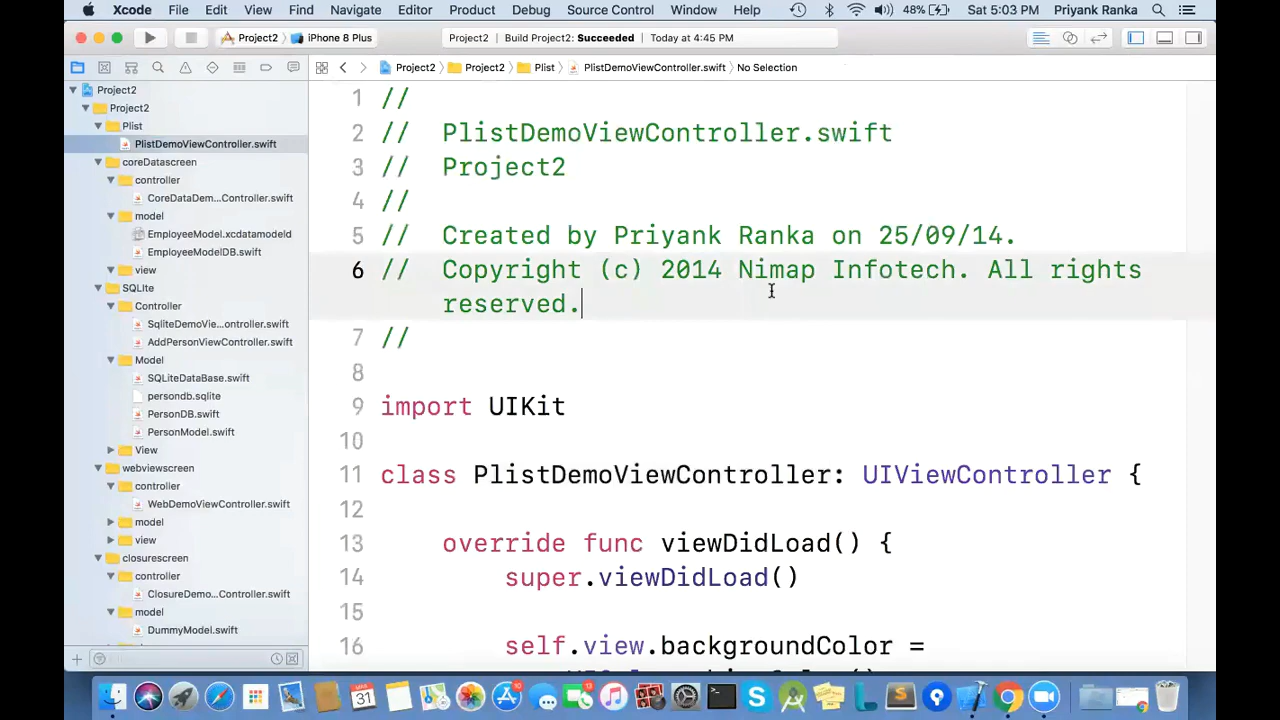 Xcode File Edit View Find Navigate Editor Product Debug Source Control Window Help 48% Sat 5:03 PM Priyank Ranka
Project2 iPhone 8 Plus Project2 Build Project2: Succeeded Today at 4:45 PM
Project2 Project2 Plist PlistDemoViewController.swift No Selection
Project2
Project2
Plist
PlistDemoViewController.swift
coreDatascreen
controller
CoreDataDem...Controller.swift
model
EmployeeModel.xcdatamodeld
EmployeeModelDB.swift
view
SQLIte
Controller
SqliteDemoVie...ontroller.swift
AddPersonViewController.swift
Model
SQLiteDataBase.swift
persondb.sqlite
PersonDB.swift
PersonModel.swift
View
webviewscreen
controller
WebDemoViewController.swift
model
view
closurescreen
controller
ClosureDemo...Controller.swift
model
DummyModel.swift
1 //
2 // PlistDemoViewController.swift
3 // Project2
4 //
5 // Created by Priyank Ranka on 25/09/14.
6 // Copyright (c) 2014 Nimap Infotech. All rights
reserved.
7 //
8
9 import UIKit
10
11 class PlistDemoViewController: UIViewController {
12
13 override func viewDidLoad() {
14 super.viewDidLoad()
15
16 self.view.backgroundColor =